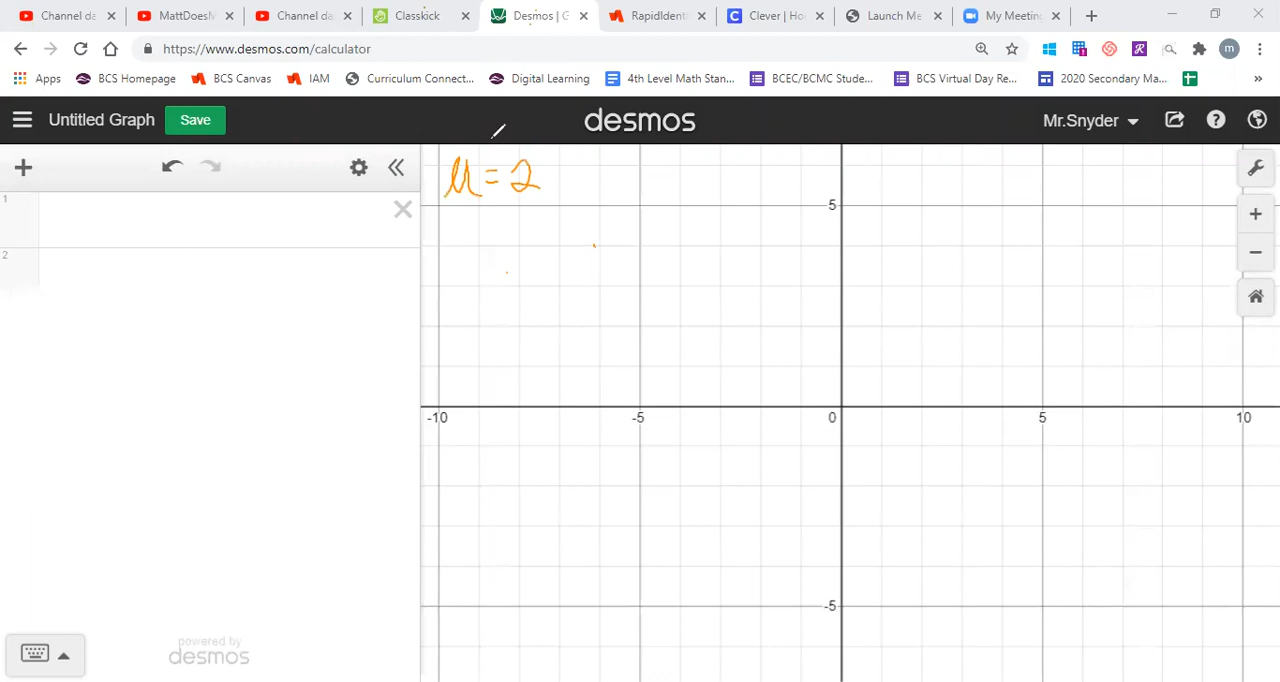 Channel da
MattDoesM
Channel da
Classkick
Desmos | G
RapidIdenti
Clever | Ho
Launch Me
My Meetin
https://www.desmos.com/calculator
m
Apps
BCS Homepage
BCS Canvas
IAM
Curriculum Connect...
Digital Learning
4th Level Math Stan...
BCEC/BCMC Stude...
BCS Virtual Day Re...
2020 Secondary Ma...
»
Untitled Graph
Save
desmos
Mr.Snyder
1
2
μ = 2
5
-10
-5
0
5
10
-5
powered by
desmos